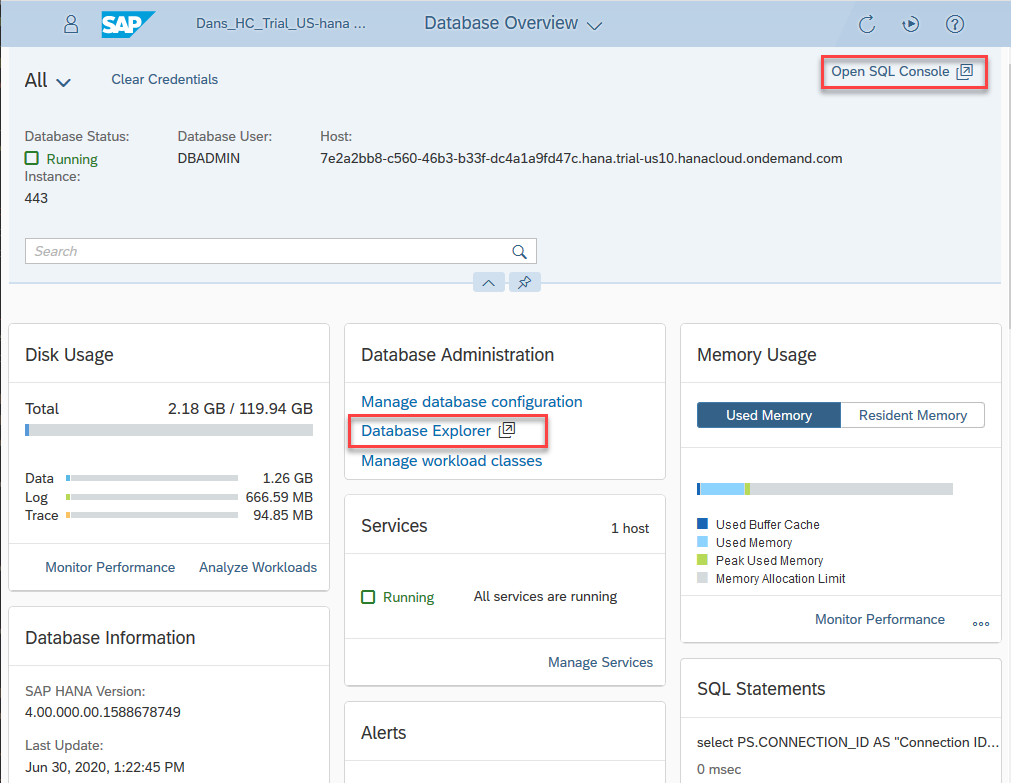 SAP Dans_HC_Trial_US-hana ... Database Overview
All Clear Credentials Open SQL Console
Database Status: Database User: Host:
Running DBADMIN 7e2a2bb8-c560-46b3-b33f-dc4a1a9fd47c.hana.trial-us10.hanacloud.ondemand.com
Instance:
443
Search
Disk Usage
Total 2.18 GB / 119.94 GB
Data 1.26 GB
Log 666.59 MB
Trace 94.85 MB
Monitor Performance Analyze Workloads
Database Information
SAP HANA Version:
4.00.000.00.1588678749
Last Update:
Jun 30, 2020, 1:22:45 PM
Database Administration
Manage database configuration
Database Explorer
Manage workload classes
Services 1 host
Running All services are running
Manage Services
Alerts
Memory Usage
Used Memory Resident Memory
Used Buffer Cache
Used Memory
Peak Used Memory
Memory Allocation Limit
Monitor Performance
SQL Statements
select PS.CONNECTION_ID AS "Connection ID...
0 msec